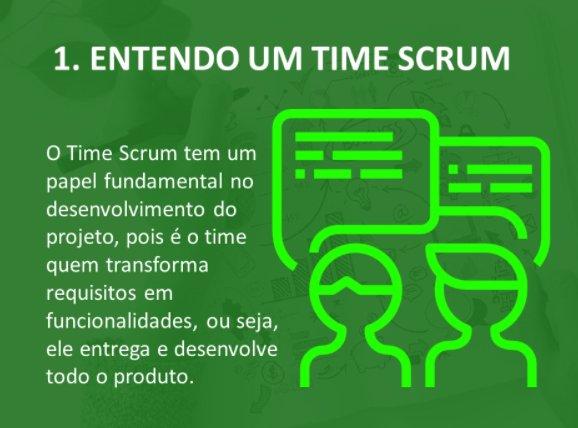 1. ENTENDO UM TIME SCRUM
O Time Scrum tem um
papel fundamental no
desenvolvimento do
projeto, pois é o time
quem transforma
requisitos em
funcionalidades, ou seja,
ele entrega e desenvolve
todo o produto.